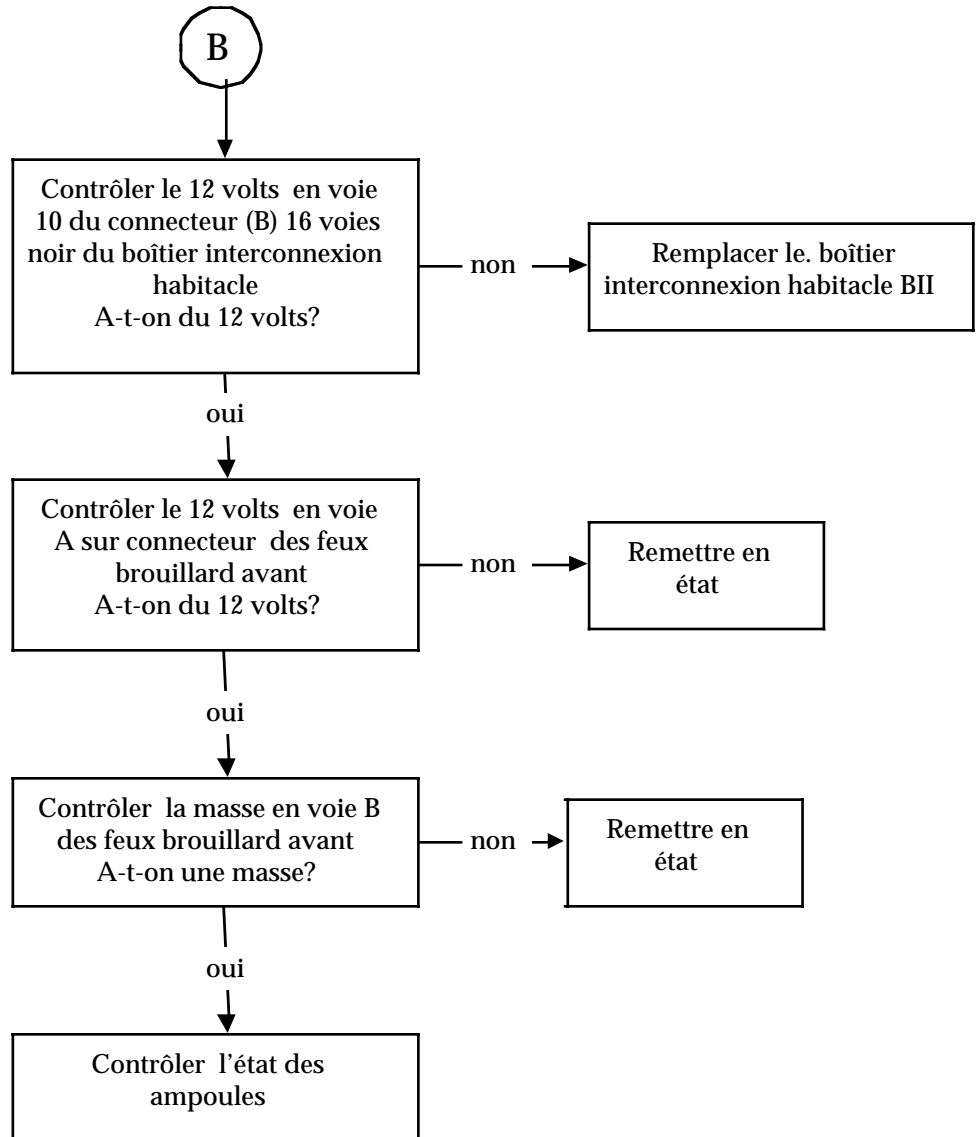 B
Contrôler le 12 volts en voie
10 du connecteur (B) 16 voies
noir du boîtier interconnexion
habitacle
A-t-on du 12 volts?
non
Remplacer le. boîtier
interconnexion habitacle BII
oui
Contrôler le 12 volts en voie
A sur connecteur des feux
brouillard avant
A-t-on du 12 volts?
non
Remettre en
état
oui
Contrôler la masse en voie B
des feux brouillard avant
A-t-on une masse?
non
Remettre en
état
oui
Contrôler l'état des
ampoules